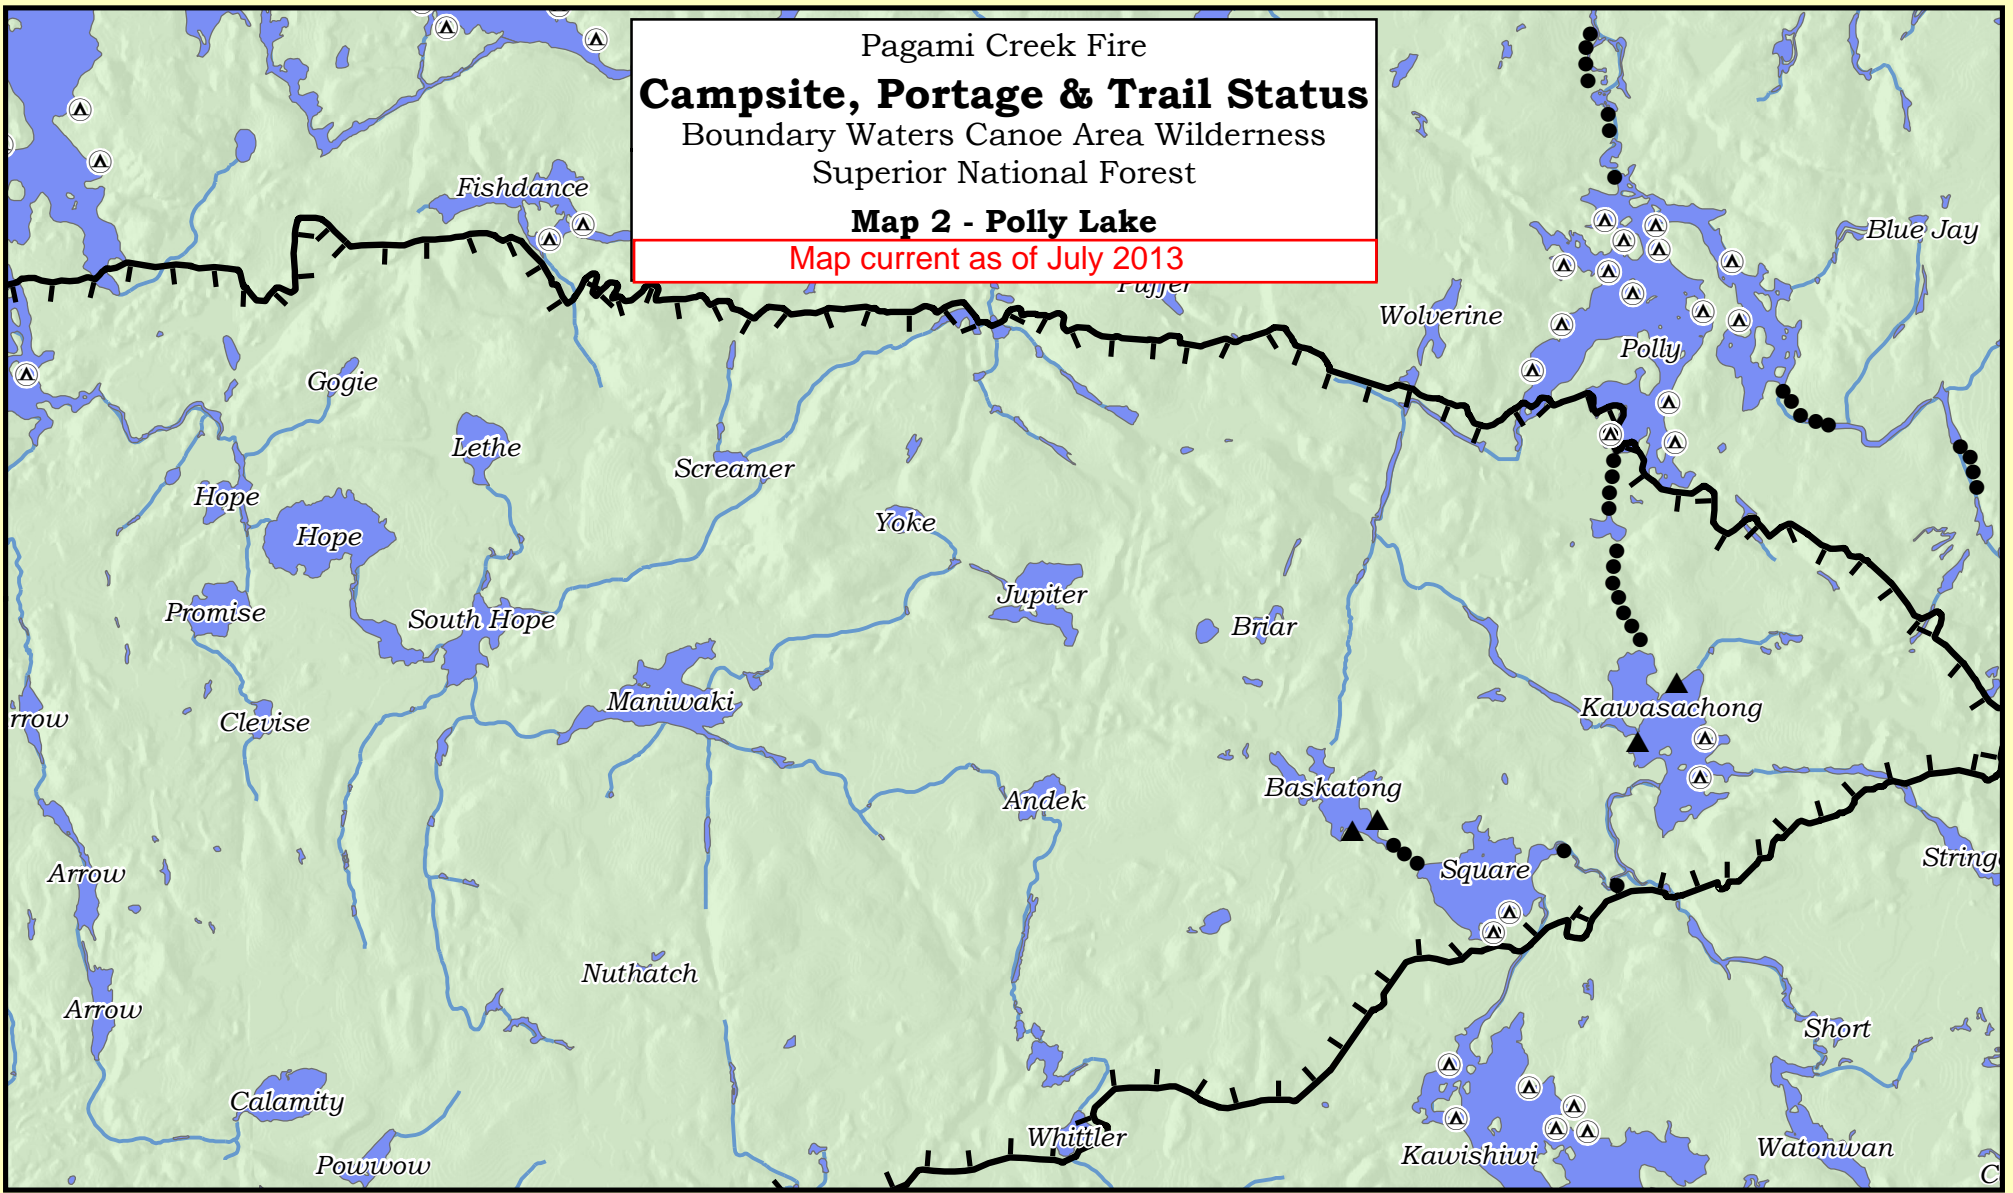 Pagami Creek Fire
Campsite, Portage & Trail Status
Boundary Waters Canoe Area Wilderness
Superior National Forest
Map 2 - Polly Lake
Map current as of July 2013
Fishdance
Blue Jay
Puffer
Wolverine
Polly
Gogie
Lethe
Screamer
Hope
Yoke
Hope
Jupiter
Promise
South Hope
Briar
Maniwaki
Kawasachong
rrow
Clevise
Baskatong
Andek
String
Arrow
Square
Nuthatch
Arrow
Short
Calamity
Whittler
Watonwan
Kawishiwi
Powwow
C